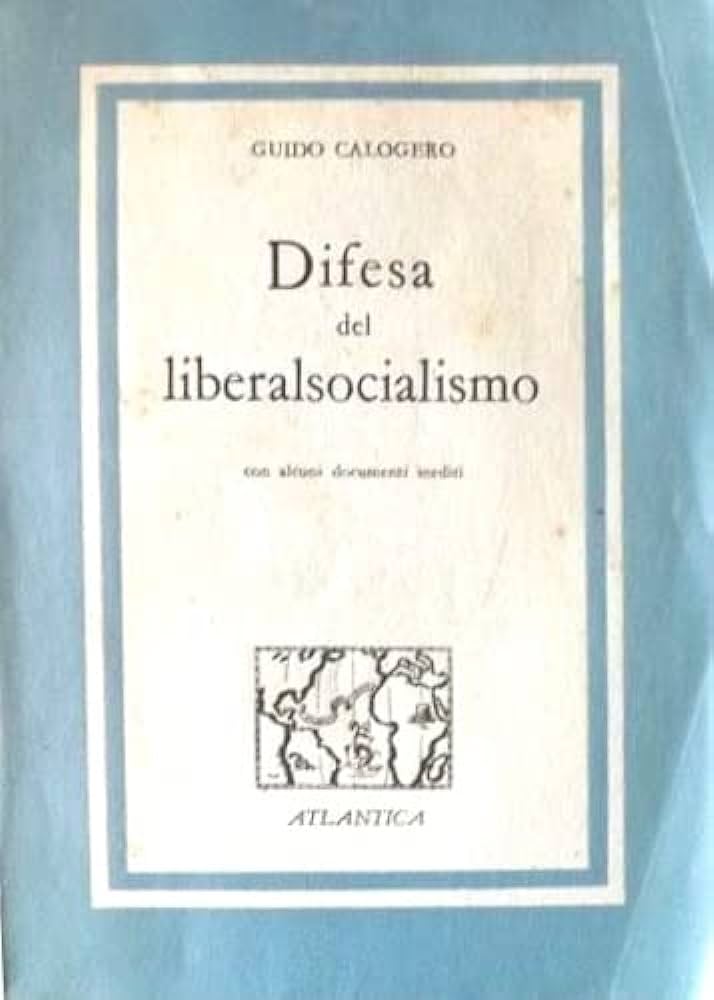 GUIDO CALOGERO
Difesa
del
liberalsocialismo
con alcuni documenti inediti
ATLANTICA